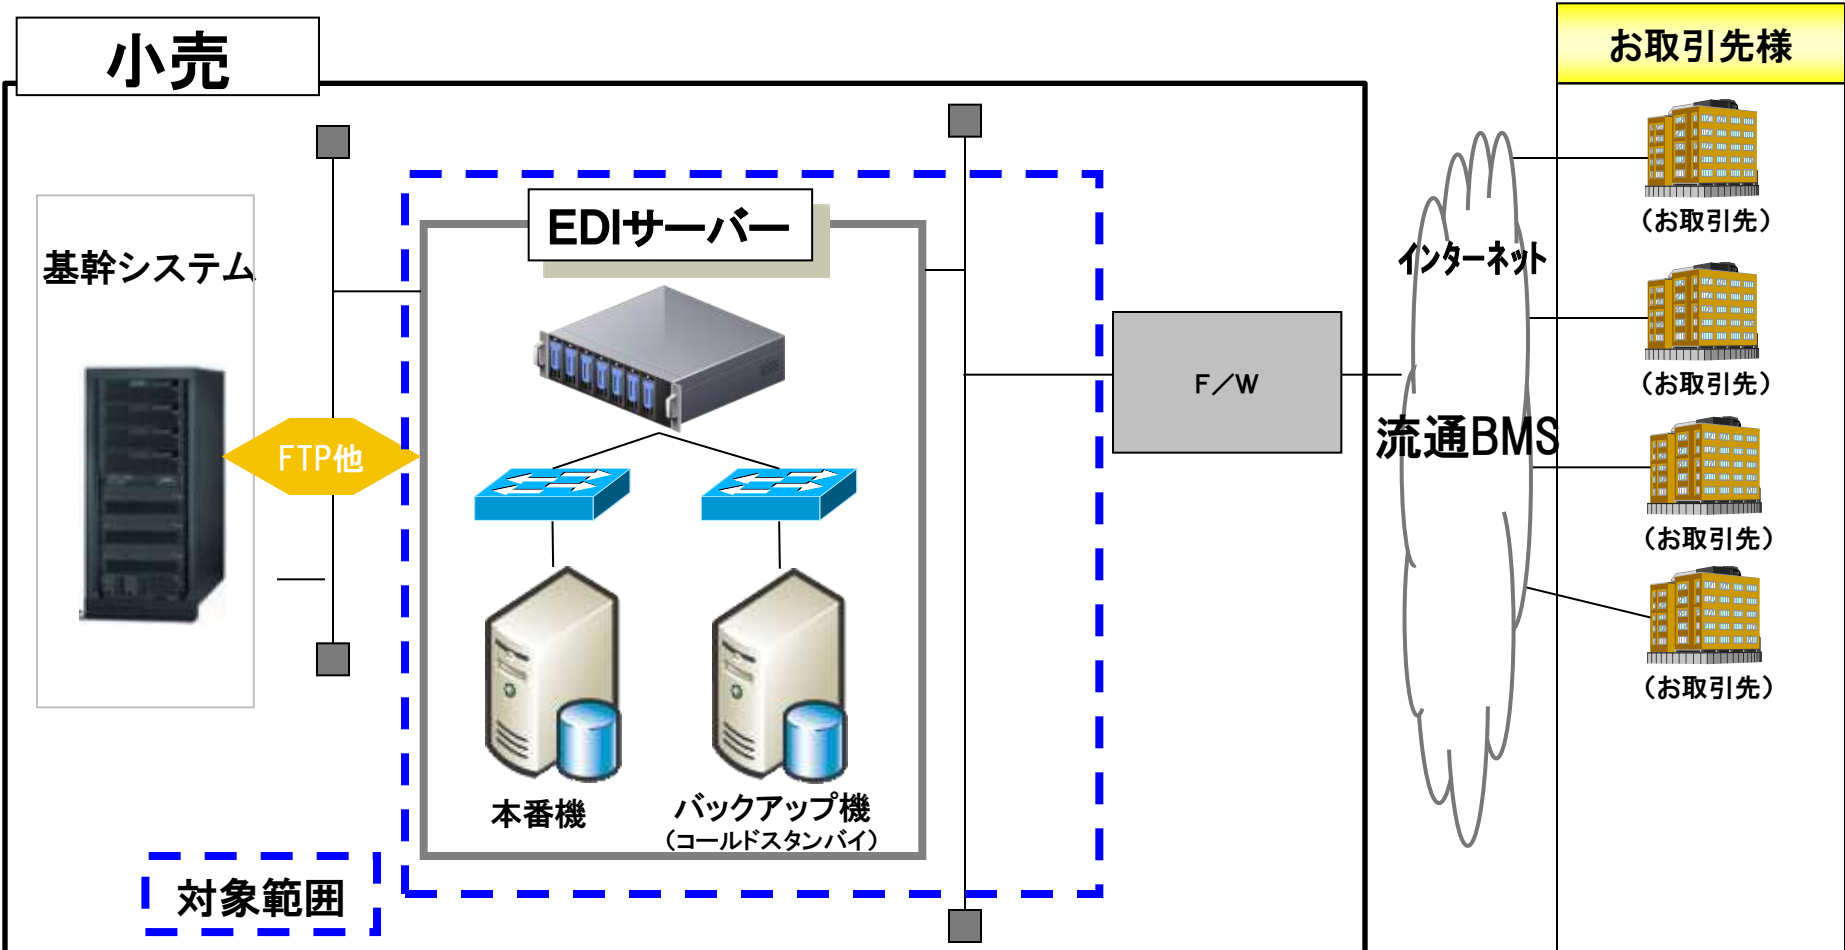 小売
お取引先様
EDIサーバー
基幹システム
FTP他
本番機
バックアップ機
(コールドスタンバイ)
対象範囲
F/W
インターネット
流通BMS
(お取引先)
(お取引先)
(お取引先)
(お取引先)